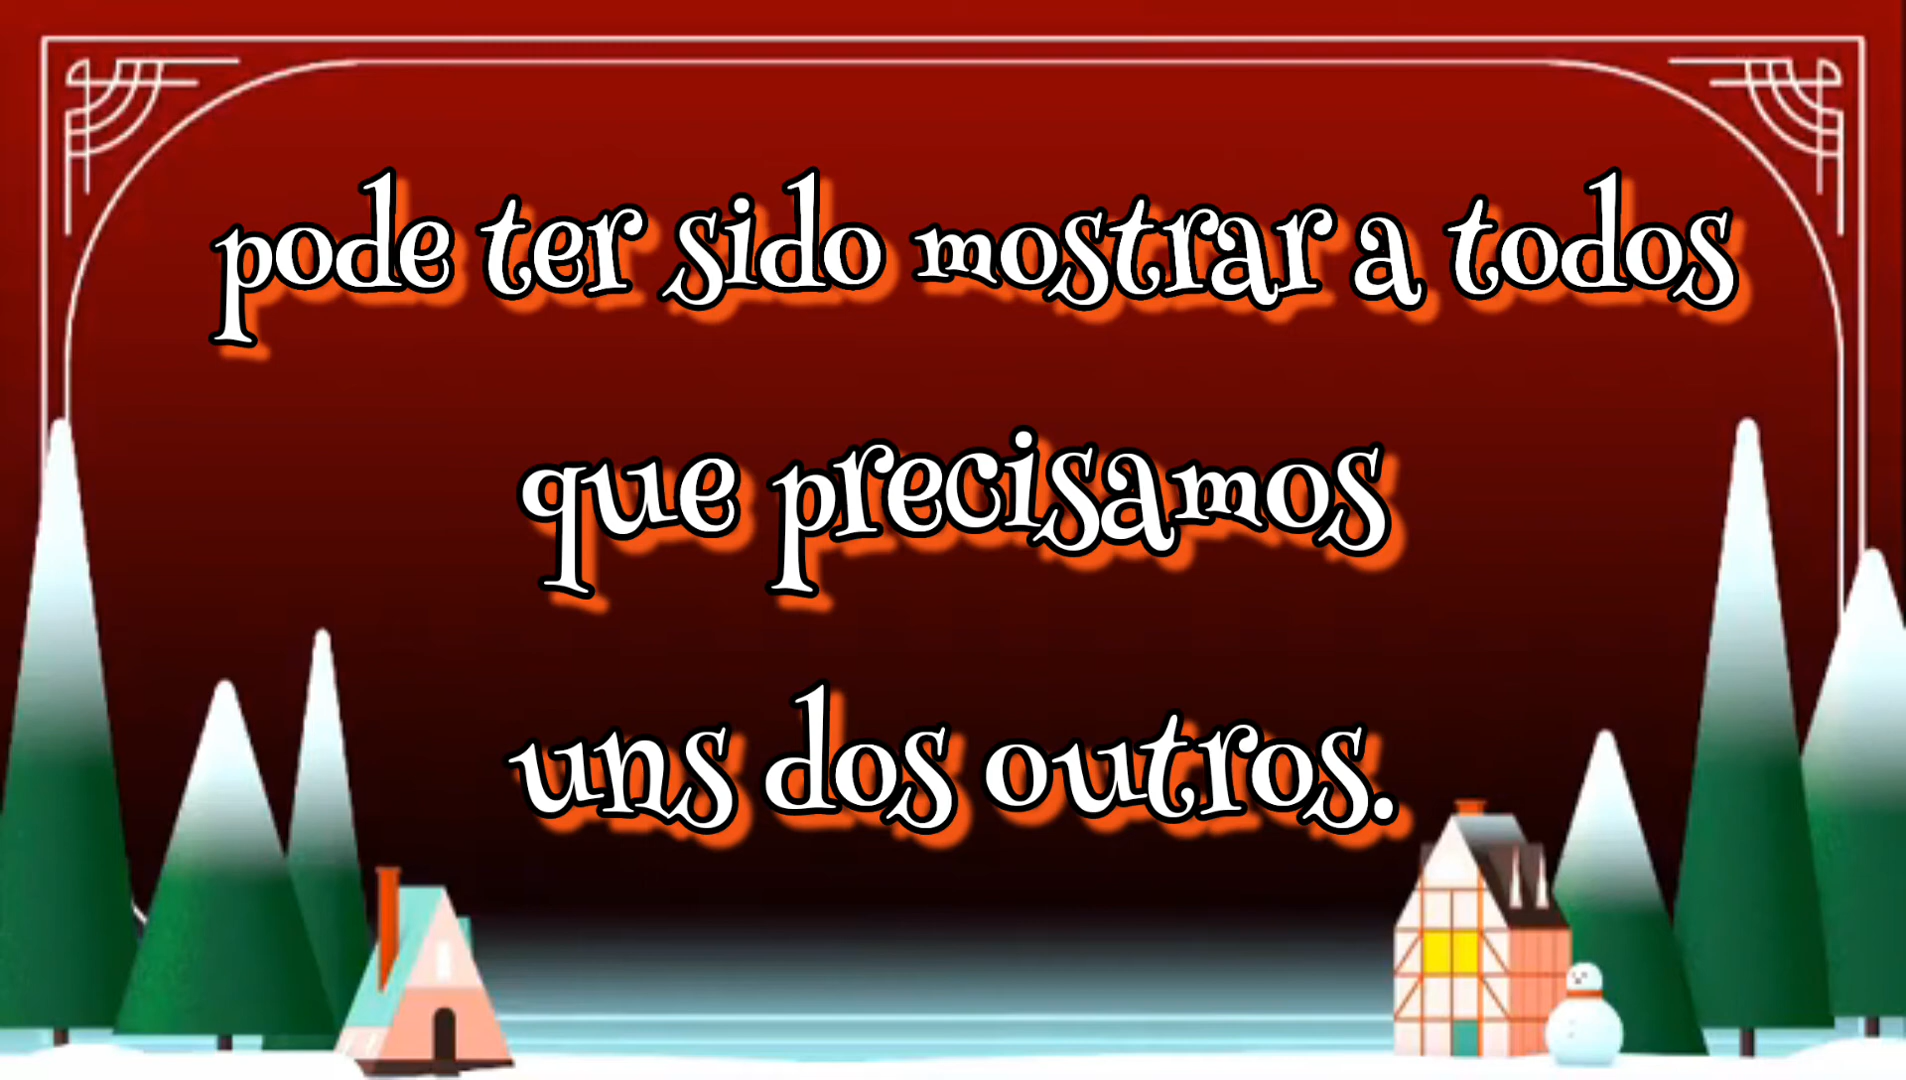 pode ter sido mostrar a todos
que precisamos
uns dos outros.